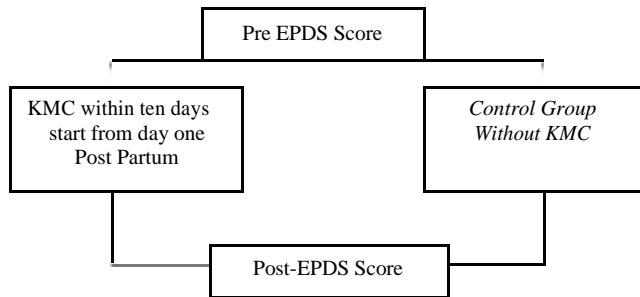 Pre EPDS Score
KMC within ten days
start from day one
Post Partum
Control Group
Without KMC
Post-EPDS Score